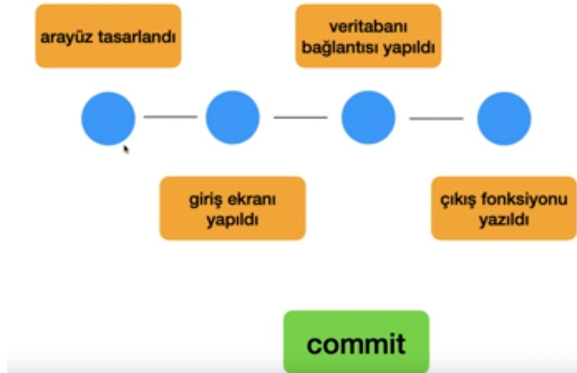 arayüz tasarlandı
veritabanı
bağlantısı yapıldı
giriş ekranı
yapıldı
çıkış fonksiyonu
yazıldı
commit